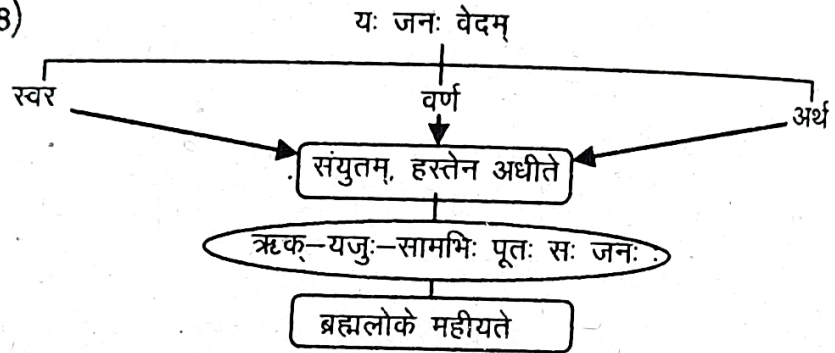 8)
यः जनः वेदम्
स्वर वर्ण अर्थ
संयुतम्, हस्तेन अधीते
ऋक्-यजुः-सामभिः पूतः सः जनः
ब्रह्मलोके महीयते